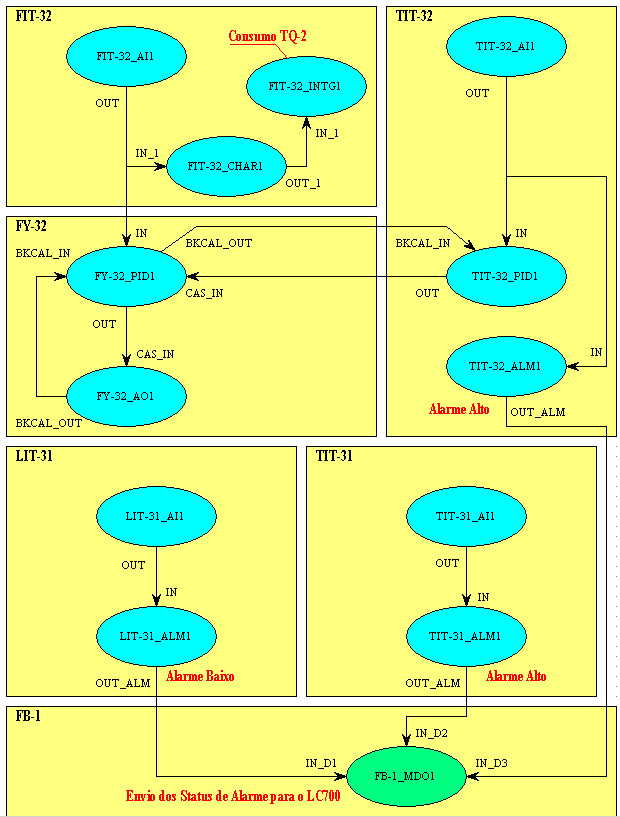 FIT-32
FIT-32_AI1
OUT
Consumo TQ-2
FIT-32_INTG1
IN_1
IN_1
FIT-32_CHAR1
OUT_1
TIT-32
TIT-32_AI1
OUT
IN
BKCAL_IN
TIT-32_PID1
OUT
IN
TIT-32_ALM1
Alarme Alto
OUT_ALM
FY-32
IN
BKCAL_OUT
BKCAL_IN
FY-32_PID1
CAS_IN
OUT
CAS_IN
FY-32_AO1
BKCAL_OUT
LIT-31
LIT-31_AI1
OUT
IN
LIT-31_ALM1
Alarme Baixo
OUT_ALM
TIT-31
TIT-31_AI1
OUT
IN
TIT-31_ALM1
Alarme Alto
OUT_ALM
FB-1
IN_D2
IN_D1
IN_D3
FB-1_MDO1
Envio dos Status de Alarme para o LC700